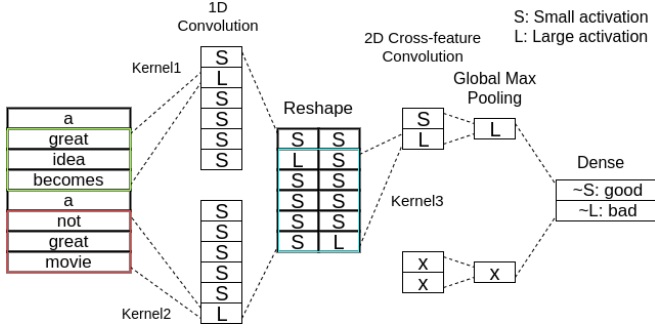 1D
Convolution
S: Small activation
L: Large activation
2D Cross-feature
Convolution
Global Max
Pooling
Kernel1
S
L
S
S
S
S
a
great
idea
becomes
a
not
great
movie
Reshape
S S
L S
S S
S S
S S
S L
S
L
L
Kernel3
Dense
~S: good
~L: bad
S
S
S
S
S
L
Kernel2
x
x
x